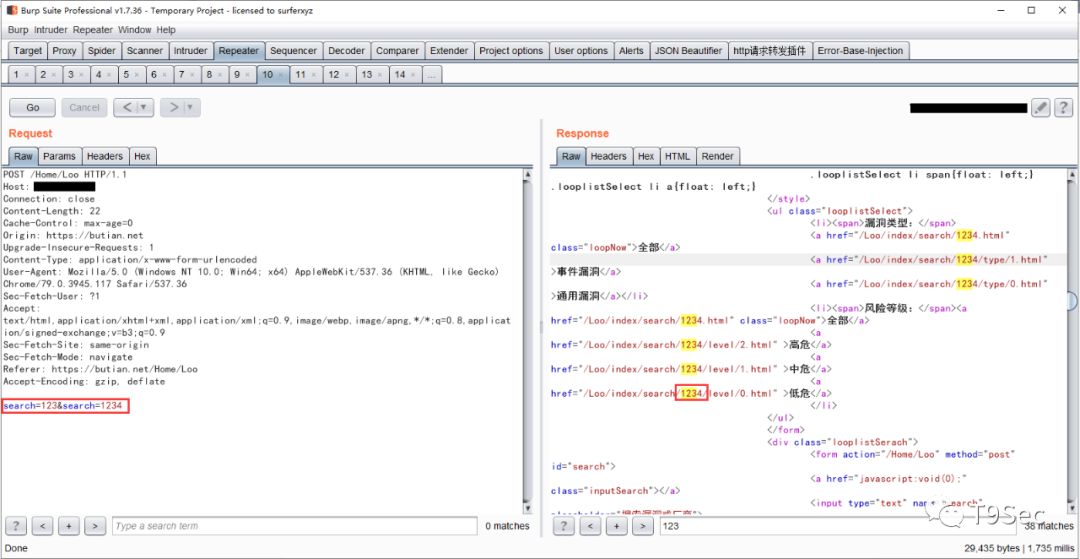 Burp Suite Professional v1.7.36 - Temporary Project - licensed to surferxyz
Burp Intruder Repeater Window Help
Target Proxy Spider Scanner Intruder Repeater Sequencer Decoder Comparer Extender Project options User options Alerts JSON Beautifier http请求转发插件 Error-Base-Injection
1 × 2 × 3 × 4 × 5 × 6 × 7 × 8 × 9 × 10 × 11 × 12 × 13 × 14 × ...
Go Cancel < ▼ > ▼ ?
Request
Raw Params Headers Hex
POST /Home/Loo HTTP/1.1
Host:
Connection: close
Content-Length: 22
Cache-Control: max-age=0
Origin: https://butian.net
Upgrade-Insecure-Requests: 1
Content-Type: application/x-www-form-urlencoded
User-Agent: Mozilla/5.0 (Windows NT 10.0; Win64; x64) AppleWebKit/537.36 (KHTML, like Gecko)
Chrome/79.0.3945.117 Safari/537.36
Sec-Fetch-User: ?1
Accept:
text/html,application/xhtml+xml,application/xml;q=0.9,image/webp,image/apng,*/*;q=0.8,applicat
ion/signed-exchange;v=b3;q=0.9
Sec-Fetch-Site: same-origin
Sec-Fetch-Mode: navigate
Referer: https://butian.net/Home/Loo
Accept-Encoding: gzip, deflate
search=123&search=1234
? < + > Type a search term 0 matches
Response
Raw Headers Hex HTML Render
.looplistSelect li span{float: left;}
.looplistSelect li a{float: left;}
</style>
<ul class="looplistSelect">
<li><span>漏洞类型：</span>
<a href="/Loo/index/search/1234.html"
class="loopNow">全部</a>
<a href="/Loo/index/search/1234/type/1.html"
>事件漏洞</a>
<a href="/Loo/index/search/1234/type/0.html"
>通用漏洞</a></li>
<li><span>风险等级：</span><a
href="/Loo/index/search/1234.html" class="loopNow">全部</a>
<a
href="/Loo/index/search/1234/level/2.html" >高危</a>
<a
href="/Loo/index/search/1234/level/1.html" >中危</a>
<a
href="/Loo/index/search/1234/level/0.html" >低危</a>
</li>
</ul>
</form>
<div class="looplistSerach">
<form action="/Home/Loo" method="post"
id="search">
<a href="javascript:void(0);"
class="inputSearch"></a>
<input type="text" name="search"
? < + > 123 38 matches
T9Sec
Done
29,435 bytes | 1,735 millis